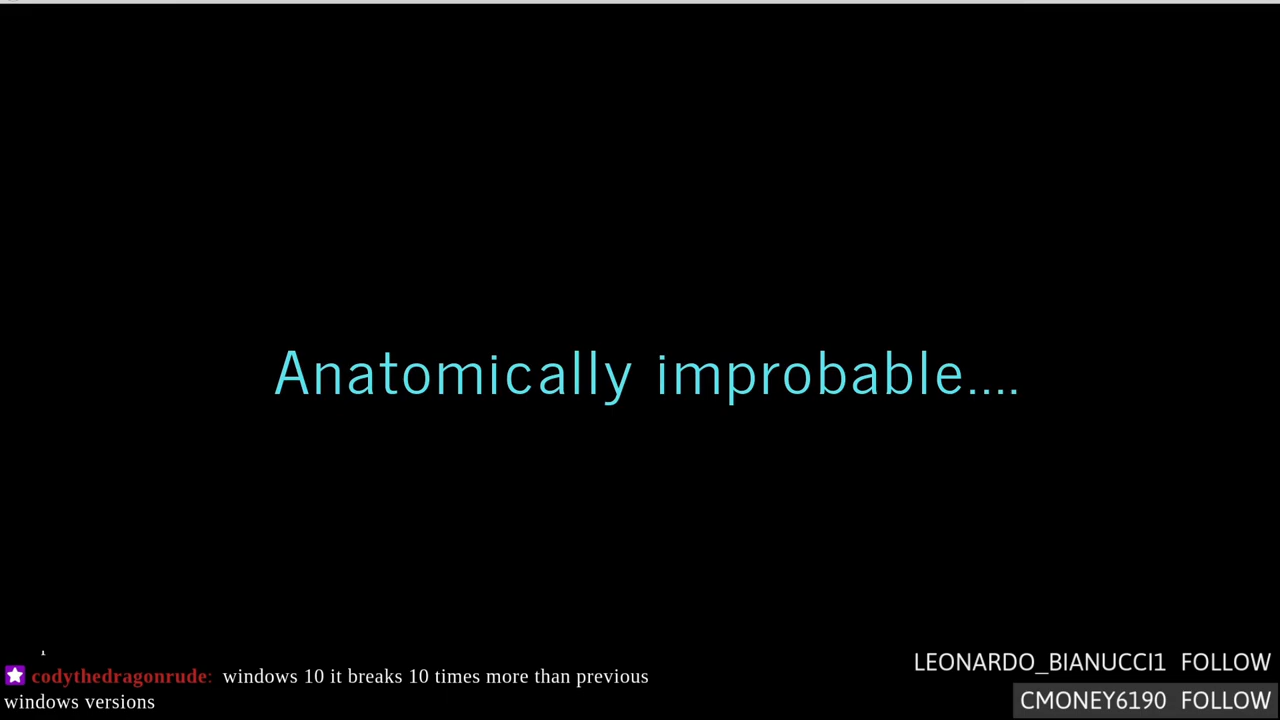 Anatomically improbable....
codythedragonrude: windows 10 it breaks 10 times more than previous
windows versions
LEONARDO_BIANUCCI1 FOLLOW
CMONEY6190 FOLLOW